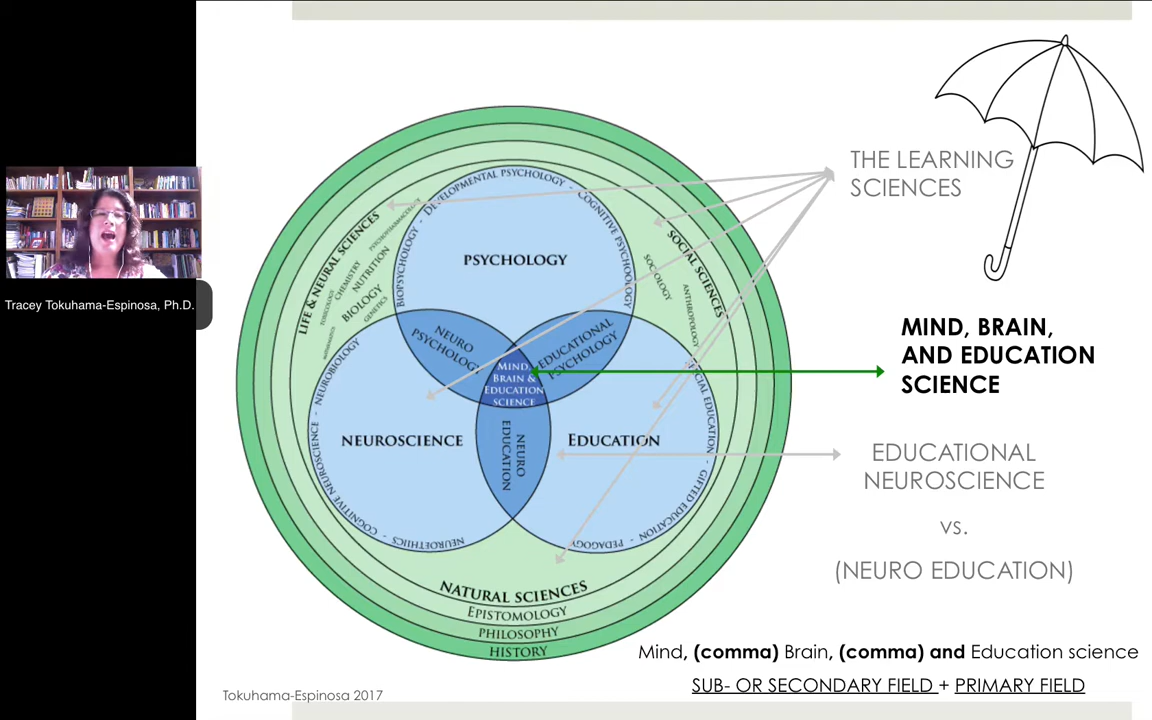 Tracey Tokuhama-Espinosa, Ph.D.
THE LEARNING
SCIENCES
MIND, BRAIN,
AND EDUCATION
SCIENCE
EDUCATIONAL
NEUROSCIENCE
vs.
(NEURO EDUCATION)
BIOPSYCHOLOGY - DEVELOPMENTAL PSYCHOLOGY - COGNITIVE PSYCHOLOGY
PSYCHOLOGY
LIFE & NEURAL SCIENCES
PSYCHOPHARMACOLOGY
NUTRITION
CHEMISTRY
BIOLOGY
GENETICS
TOXICOLOGY
SOCIAL SCIENCES
SOCIOLOGY
ANTHROPOLOGY
NEURO
PSYCHOLOGY
EDUCATIONAL
PSYCHOLOGY
MIND,
BRAIN &
EDUCATION
SCIENCE
NEUROSCIENCE
EDUCATION
NEURO
EDUCATION
NEUROETHICS - COGNITIVE NEUROSCIENCE - NEUROBIOLOGY
SPECIAL EDUCATION - GIFTED EDUCATION - PEDAGOGY
NATURAL SCIENCES
EPISTOMOLOGY
PHILOSOPHY
HISTORY
Mind, (comma) Brain, (comma) and Education science
SUB- OR SECONDARY FIELD + PRIMARY FIELD
Tokuhama-Espinosa 2017